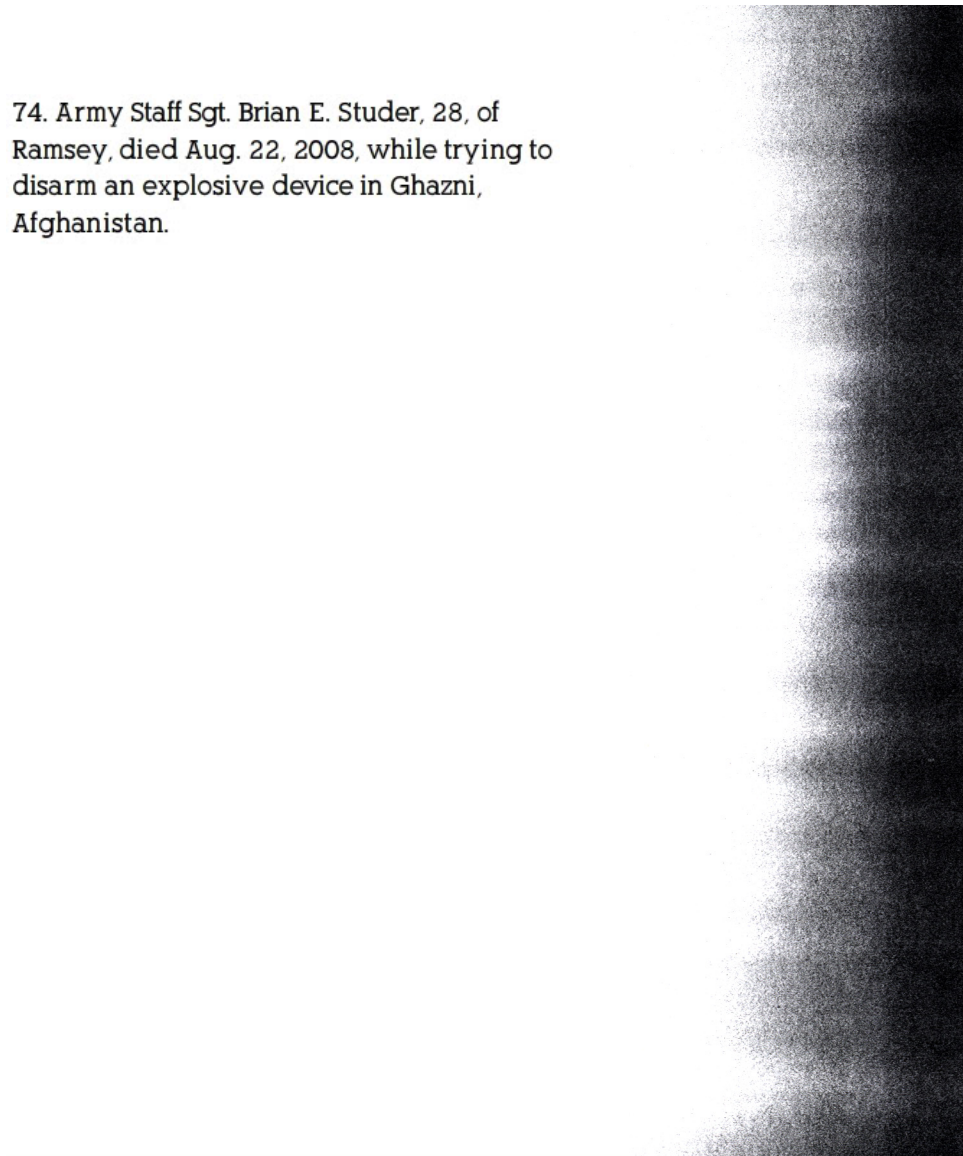 74. Army Staff Sgt. Brian E. Studer, 28, of
Ramsey, died Aug. 22, 2008, while trying to
disarm an explosive device in Ghazni,
Afghanistan.